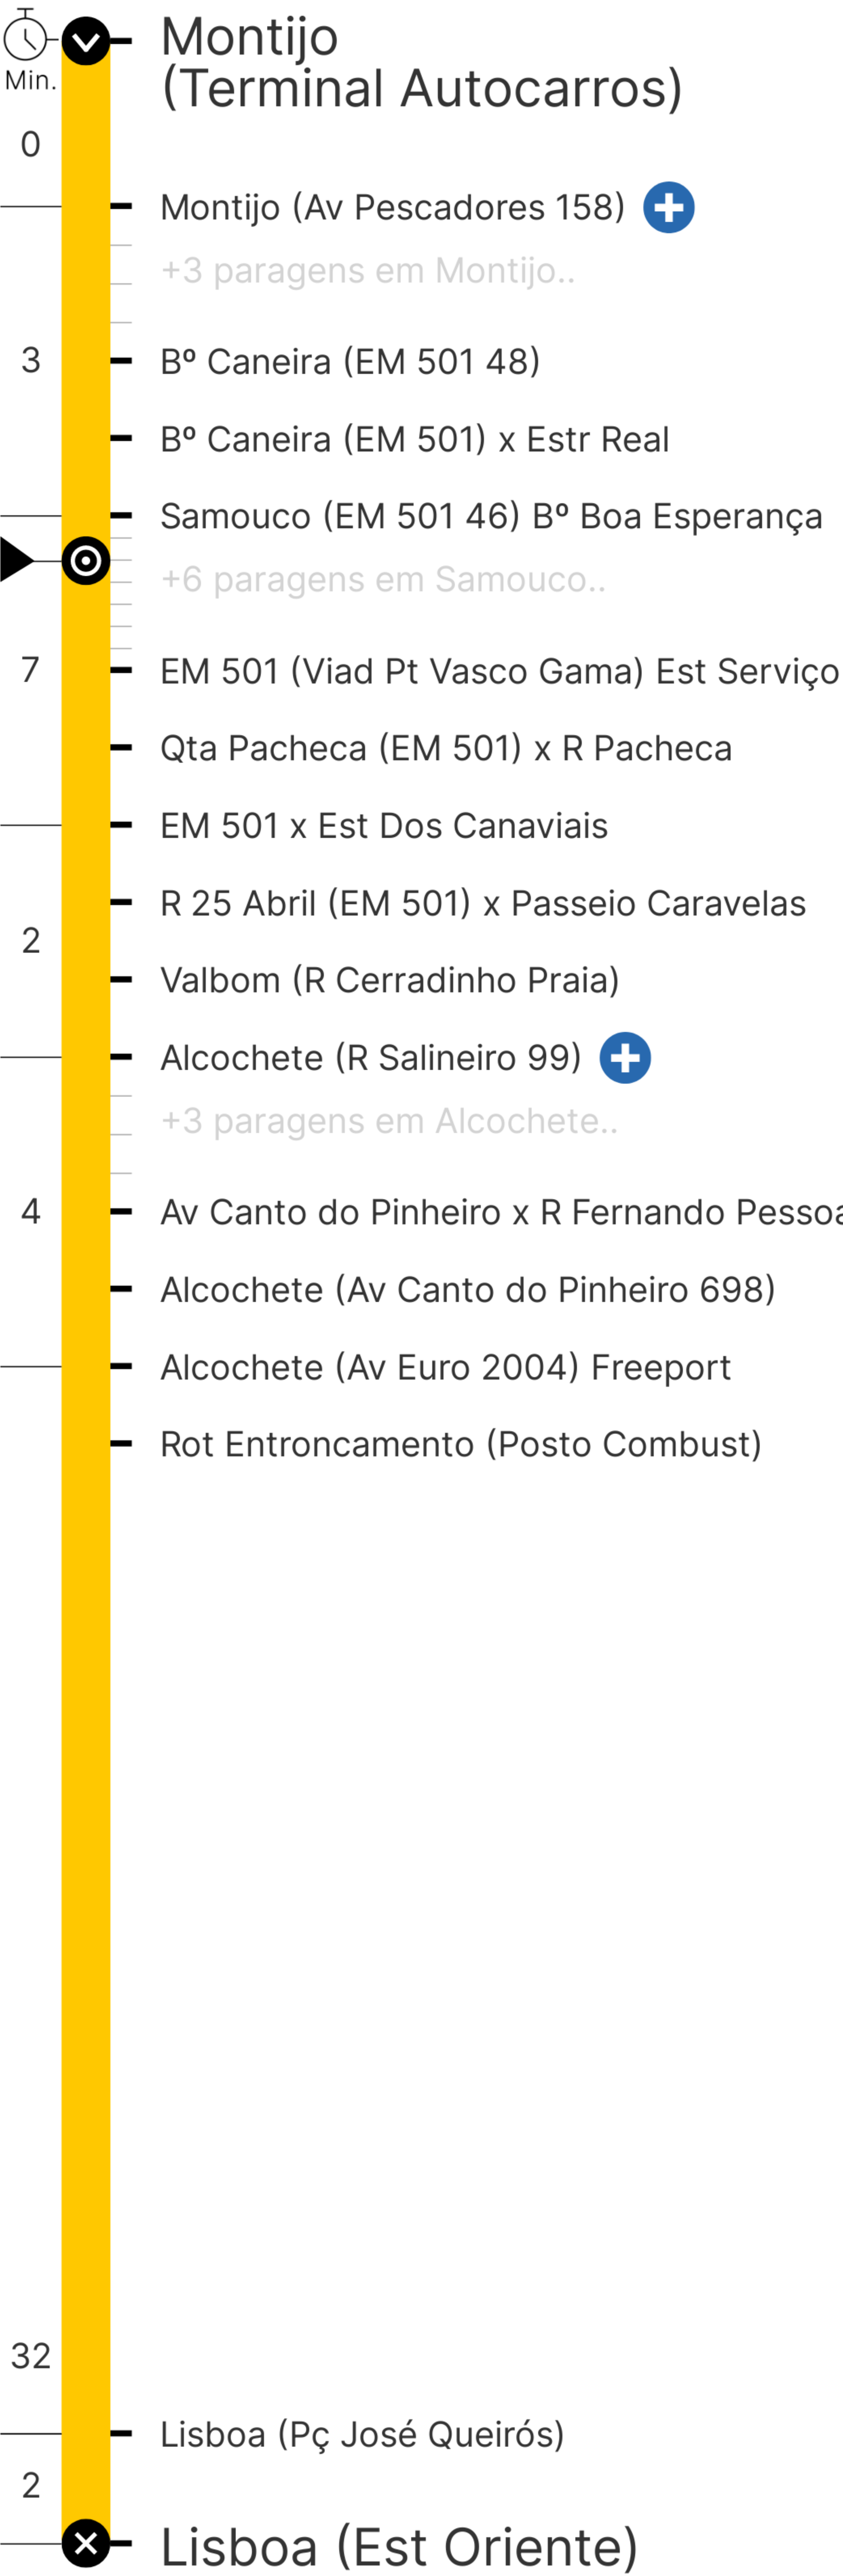 Montijo
(Terminal Autocarros)
Min.
0
Montijo (Av Pescadores 158)
+3 paragens em Montijo..
3
Bº Caneira (EM 501 48)
Bº Caneira (EM 501) x Estr Real
Samouco (EM 501 46) Bº Boa Esperança
+6 paragens em Samouco..
7
EM 501 (Viad Pt Vasco Gama) Est Serviço
Qta Pacheca (EM 501) x R Pacheca
EM 501 x Est Dos Canaviais
R 25 Abril (EM 501) x Passeio Caravelas
2
Valbom (R Cerradinho Praia)
Alcochete (R Salineiro 99)
+3 paragens em Alcochete..
4
Av Canto do Pinheiro x R Fernando Pessoa
Alcochete (Av Canto do Pinheiro 698)
Alcochete (Av Euro 2004) Freeport
Rot Entroncamento (Posto Combust)
32
Lisboa (Pç José Queirós)
2
Lisboa (Est Oriente)